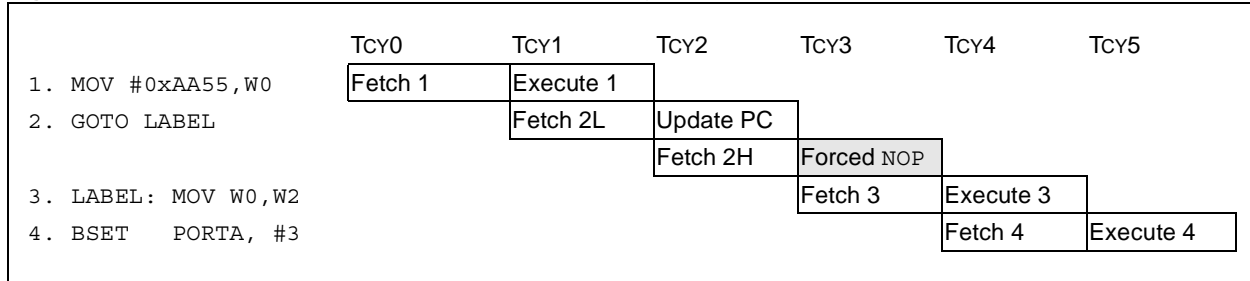 TCY0 TCY1 TCY2 TCY3 TCY4 TCY5
1. MOV #0xAA55,W0 Fetch 1 Execute 1
2. GOTO LABEL Fetch 2L Update PC
Fetch 2H Forced NOP
3. LABEL: MOV W0,W2 Fetch 3 Execute 3
4. BSET PORTA, #3 Fetch 4 Execute 4